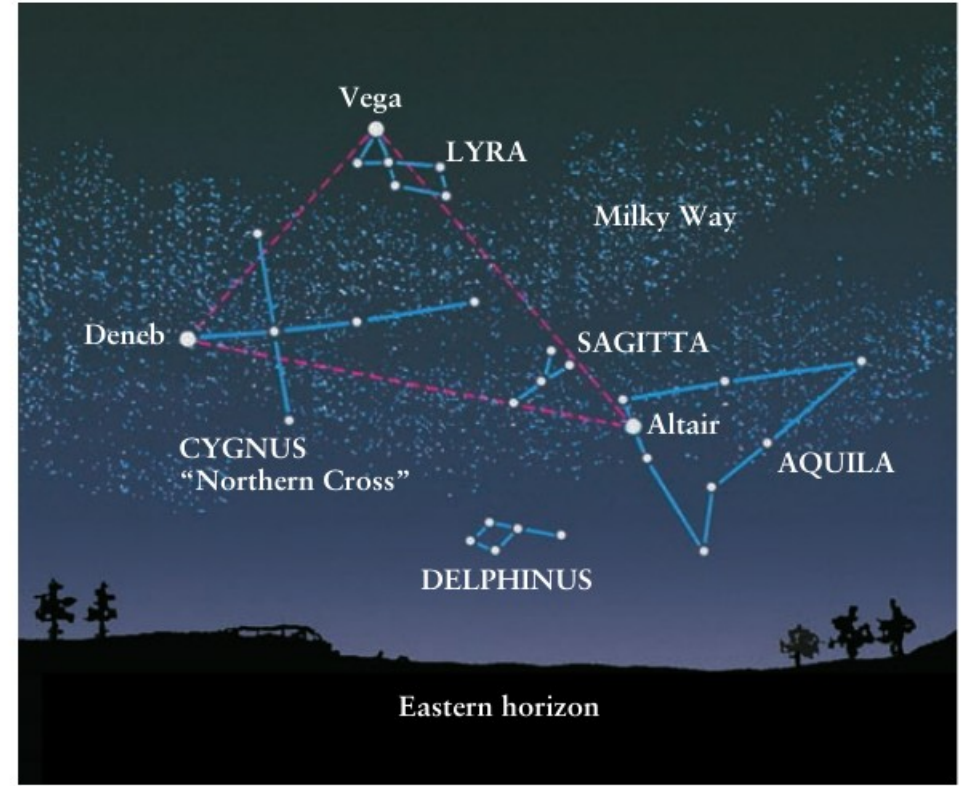 Vega
LYRA
Milky Way
Deneb
SAGITTA
Altair
CYGNUS
“Northern Cross”
AQUILA
DELPHINUS
Eastern horizon